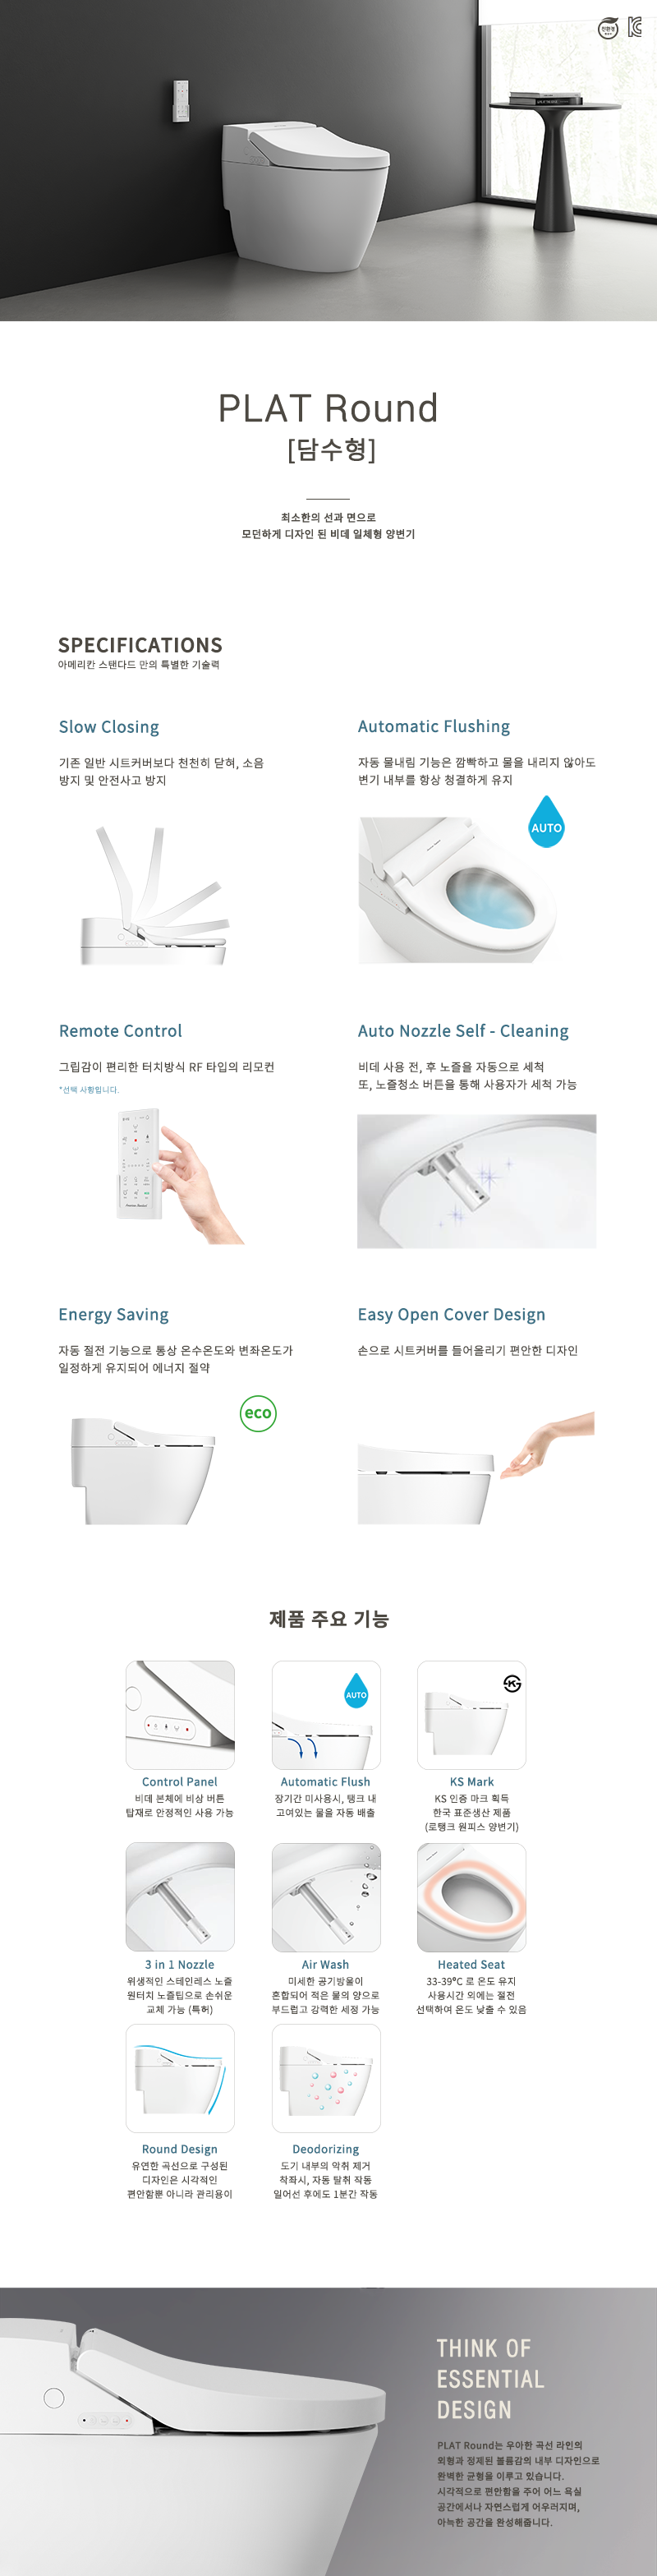 친환경
PLAT Round
[담수형]
최소한의 선과 면으로
모던하게 디자인 된 비데 일체형 양변기
SPECIFICATIONS
아메리칸 스탠다드 만의 특별한 기술력
Slow Closing
기존 일반 시트커버보다 천천히 닫혀, 소음
방지 및 안전사고 방지
Automatic Flushing
자동 물내림 기능은 깜빡하고 물을 내리지 않아도
변기 내부를 항상 청결하게 유지
AUTO
Remote Control
그립감이 편리한 터치방식 RF 타입의 리모컨
*선택 사항입니다.
American Standard
Auto Nozzle Self - Cleaning
비데 사용 전, 후 노즐을 자동으로 세척
또, 노즐청소 버튼을 통해 사용자가 세척 가능
Energy Saving
자동 절전 기능으로 통상 온수온도와 변좌온도가
일정하게 유지되어 에너지 절약
eco
Easy Open Cover Design
손으로 시트커버를 들어올리기 편안한 디자인
제품 주요 기능
AUTO
Control Panel
비데 본체에 비상 버튼
탑재로 안정적인 사용 가능
Automatic Flush
장기간 미사용시, 탱크 내
고여있는 물을 자동 배출
KS Mark
KS 인증 마크 획득
한국 표준생산 제품
(로탱크 원피스 양변기)
3 in 1 Nozzle
위생적인 스테인레스 노즐
원터치 노즐팁으로 손쉬운
교체 가능 (특허)
Air Wash
미세한 공기방울이
혼합되어 적은 물의 양으로
부드럽고 강력한 세정 가능
Heated Seat
33-39°C 로 온도 유지
사용시간 외에는 절전
선택하여 온도 낮출 수 있음
Round Design
유연한 곡선으로 구성된
디자인은 시각적인
편안함뿐 아니라 관리용이
Deodorizing
도기 내부의 악취 제거
착좌시, 자동 탈취 작동
일어선 후에도 1분간 작동
THINK OF
ESSENTIAL
DESIGN
PLAT Round는 우아한 곡선 라인의
외형과 정제된 볼륨감의 내부 디자인으로
완벽한 균형을 이루고 있습니다.
시각적으로 편안함을 주어 어느 욕실
공간에서나 자연스럽게 어우러지며,
아늑한 공간을 완성해줍니다.